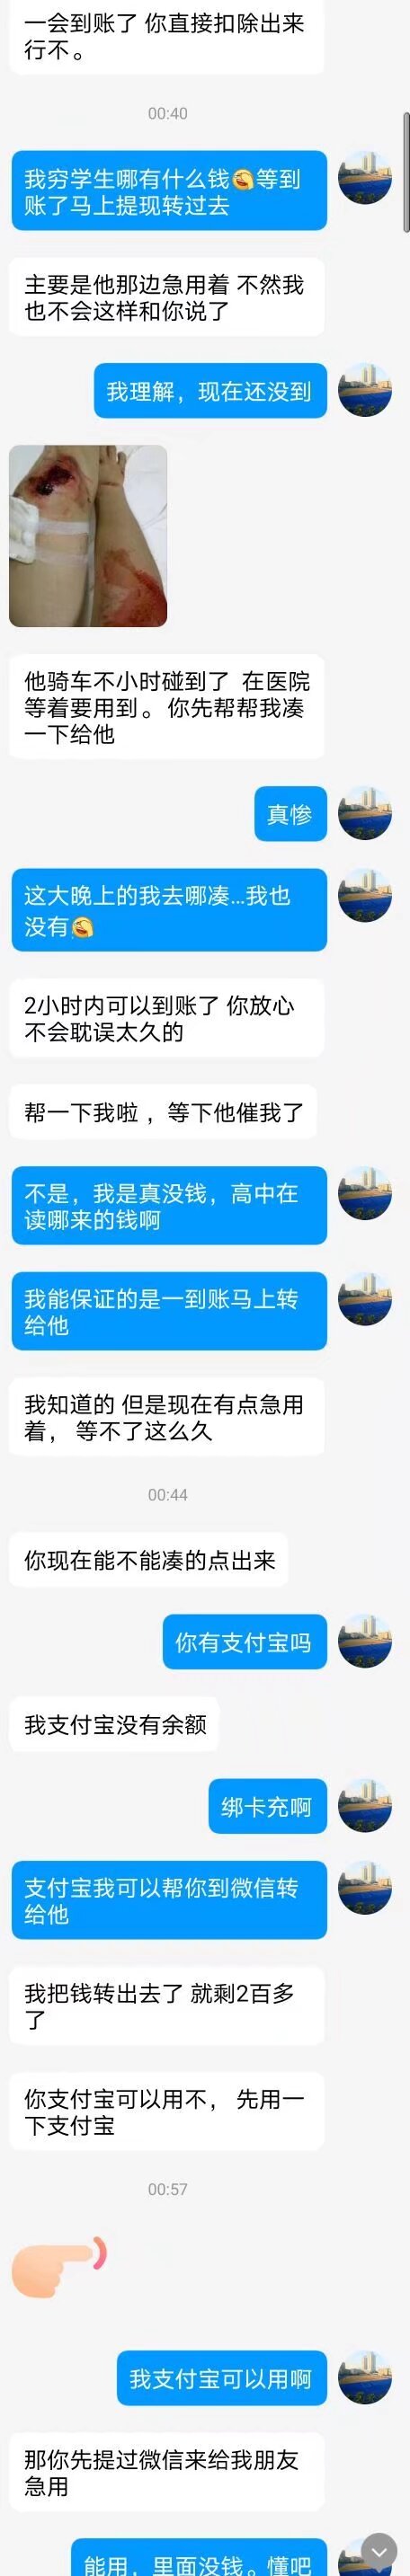 一会到账了 你直接扣除出来
行不。
00:40
我穷学生哪有什么钱🤣等到
账了马上提现转过去
主要是他那边急用着 不然我
也不会这样和你说了
我理解，现在还没到
他骑车不小时碰到了 在医院
等着要用到。你先帮帮我凑
一下给他
真惨
这大晚上的我去哪凑...我也
没有🤣
2小时内可以到账了 你放心
不会耽误太久的
帮一下我啦 ，等下他催我了
不是，我是真没钱，高中在
读哪来的钱啊
我能保证的是一到账马上转
给他
我知道的 但是现在有点急用
着， 等不了这么久
00:44
你现在能不能凑的点出来
你有支付宝吗
我支付宝没有余额
绑卡充啊
支付宝我可以帮你到微信转
给他
我把钱转出去了 就剩2百多
了
你支付宝可以用不， 先用一
下支付宝
00:57
我支付宝可以用啊
那你先提过微信来给我朋友
急用
能用，里面没钱。懂吧